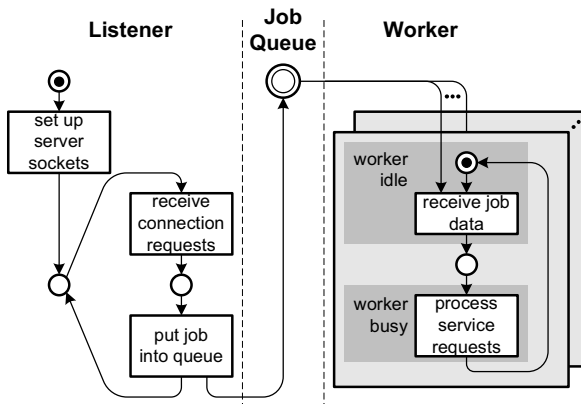 Listener
Job
Queue
Worker
set up
server
sockets
receive
connection
requests
put job
into queue
...
worker
idle
receive job
data
worker
busy
process
service
requests